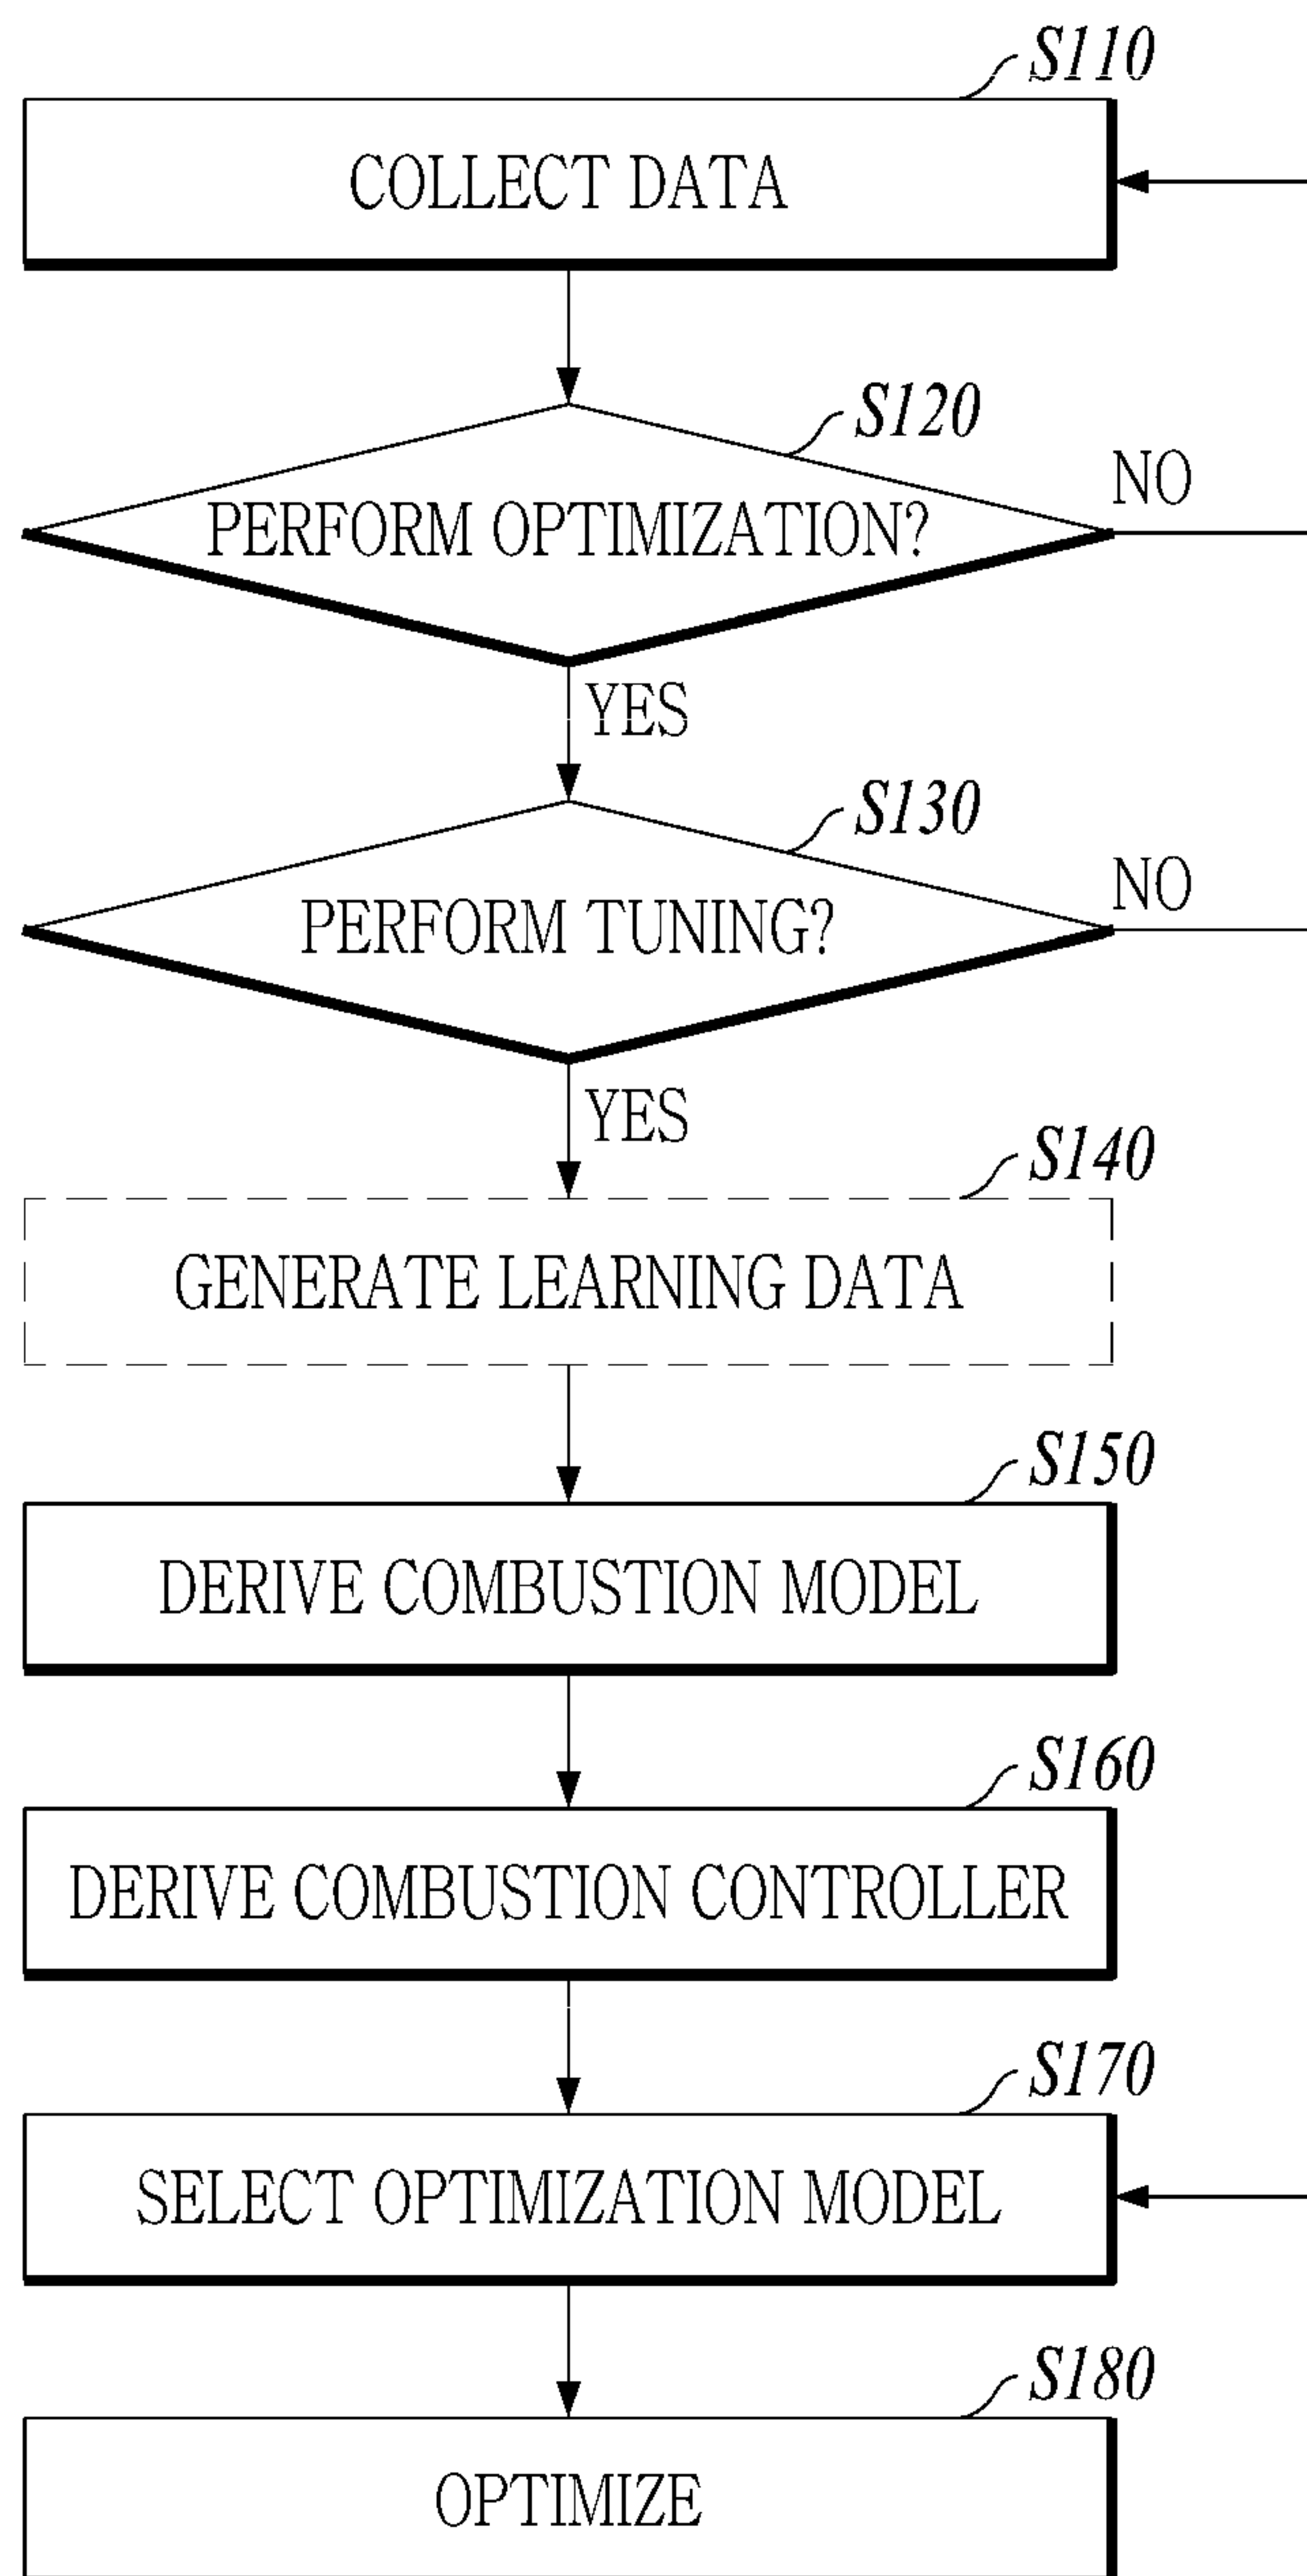 S110
COLLECT DATA
S120
PERFORM OPTIMIZATION?
NO
YES
S130
PERFORM TUNING?
NO
YES
S140
GENERATE LEARNING DATA
S150
DERIVE COMBUSTION MODEL
S160
DERIVE COMBUSTION CONTROLLER
S170
SELECT OPTIMIZATION MODEL
S180
OPTIMIZE